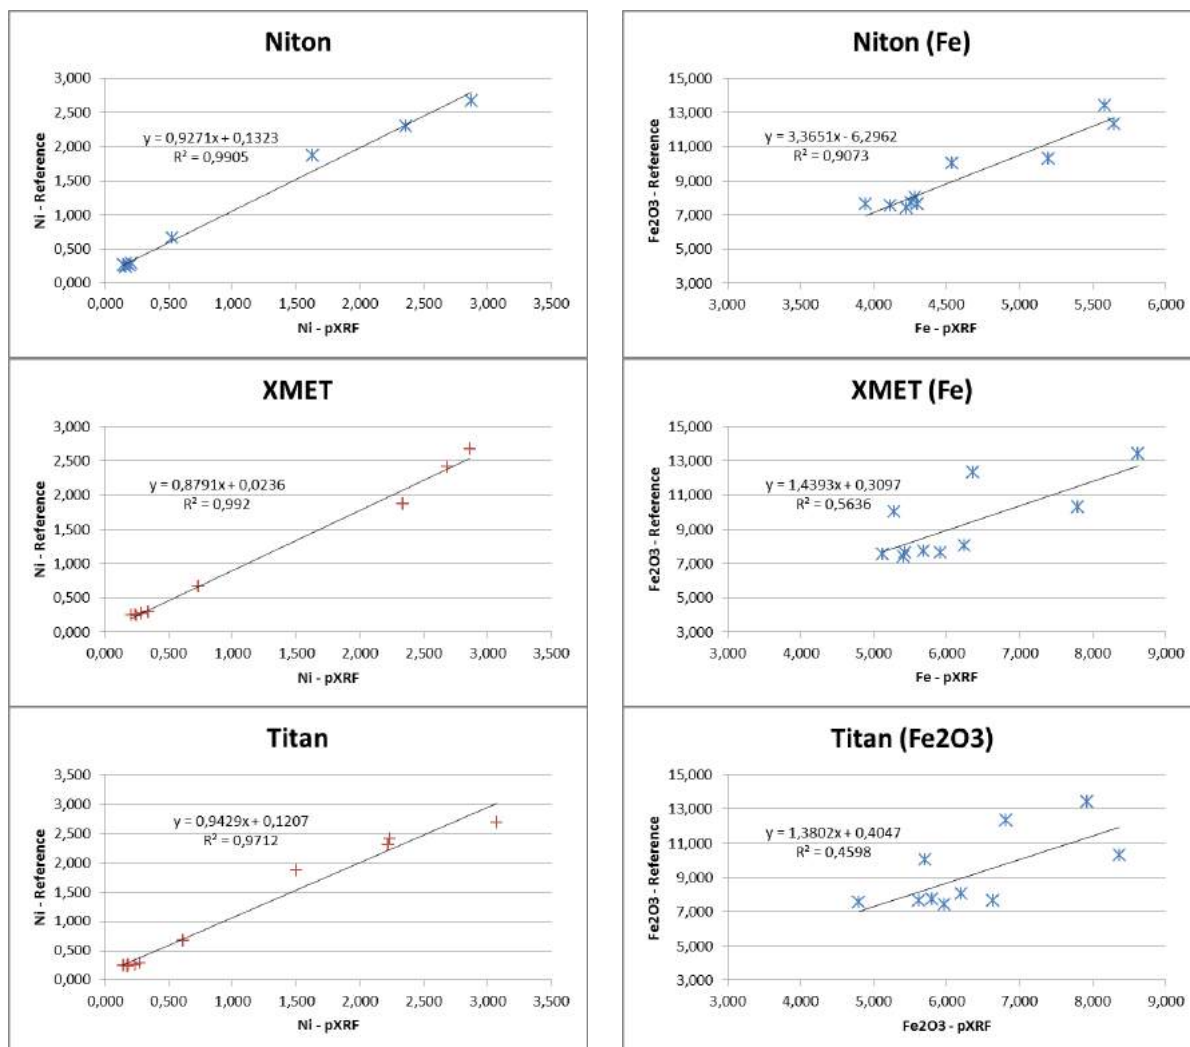 Niton
3,000
2,500
2,000
1,500
1,000
0,500
0,000
Ni - Reference
y = 0,9271x + 0,1323
R² = 0,9905
0,000 0,500 1,000 1,500 2,000 2,500 3,000 3,500
Ni - pXRF
Niton (Fe)
15,000
13,000
11,000
9,000
7,000
5,000
3,000
Fe2O3 - Reference
y = 3,3651x - 6,2962
R² = 0,9073
3,000 3,500 4,000 4,500 5,000 5,500 6,000
Fe - pXRF
XMET
3,000
2,500
2,000
1,500
1,000
0,500
0,000
Ni - Reference
y = 0,8791x + 0,0236
R² = 0,992
0,000 0,500 1,000 1,500 2,000 2,500 3,000 3,500
Ni - pXRF
XMET (Fe)
15,000
13,000
11,000
9,000
7,000
5,000
3,000
Fe2O3 - Reference
y = 1,4393x + 0,3097
R² = 0,5636
3,000 4,000 5,000 6,000 7,000 8,000 9,000
Fe - pXRF
Titan
3,500
3,000
2,500
2,000
1,500
1,000
0,500
0,000
Ni - Reference
y = 0,9429x + 0,1207
R² = 0,9712
0,000 0,500 1,000 1,500 2,000 2,500 3,000 3,500
Ni - pXRF
Titan (Fe2O3)
15,000
13,000
11,000
9,000
7,000
5,000
3,000
Fe2O3 - Reference
y = 1,3802x + 0,4047
R² = 0,4598
3,000 4,000 5,000 6,000 7,000 8,000 9,000
Fe2O3 - pXRF